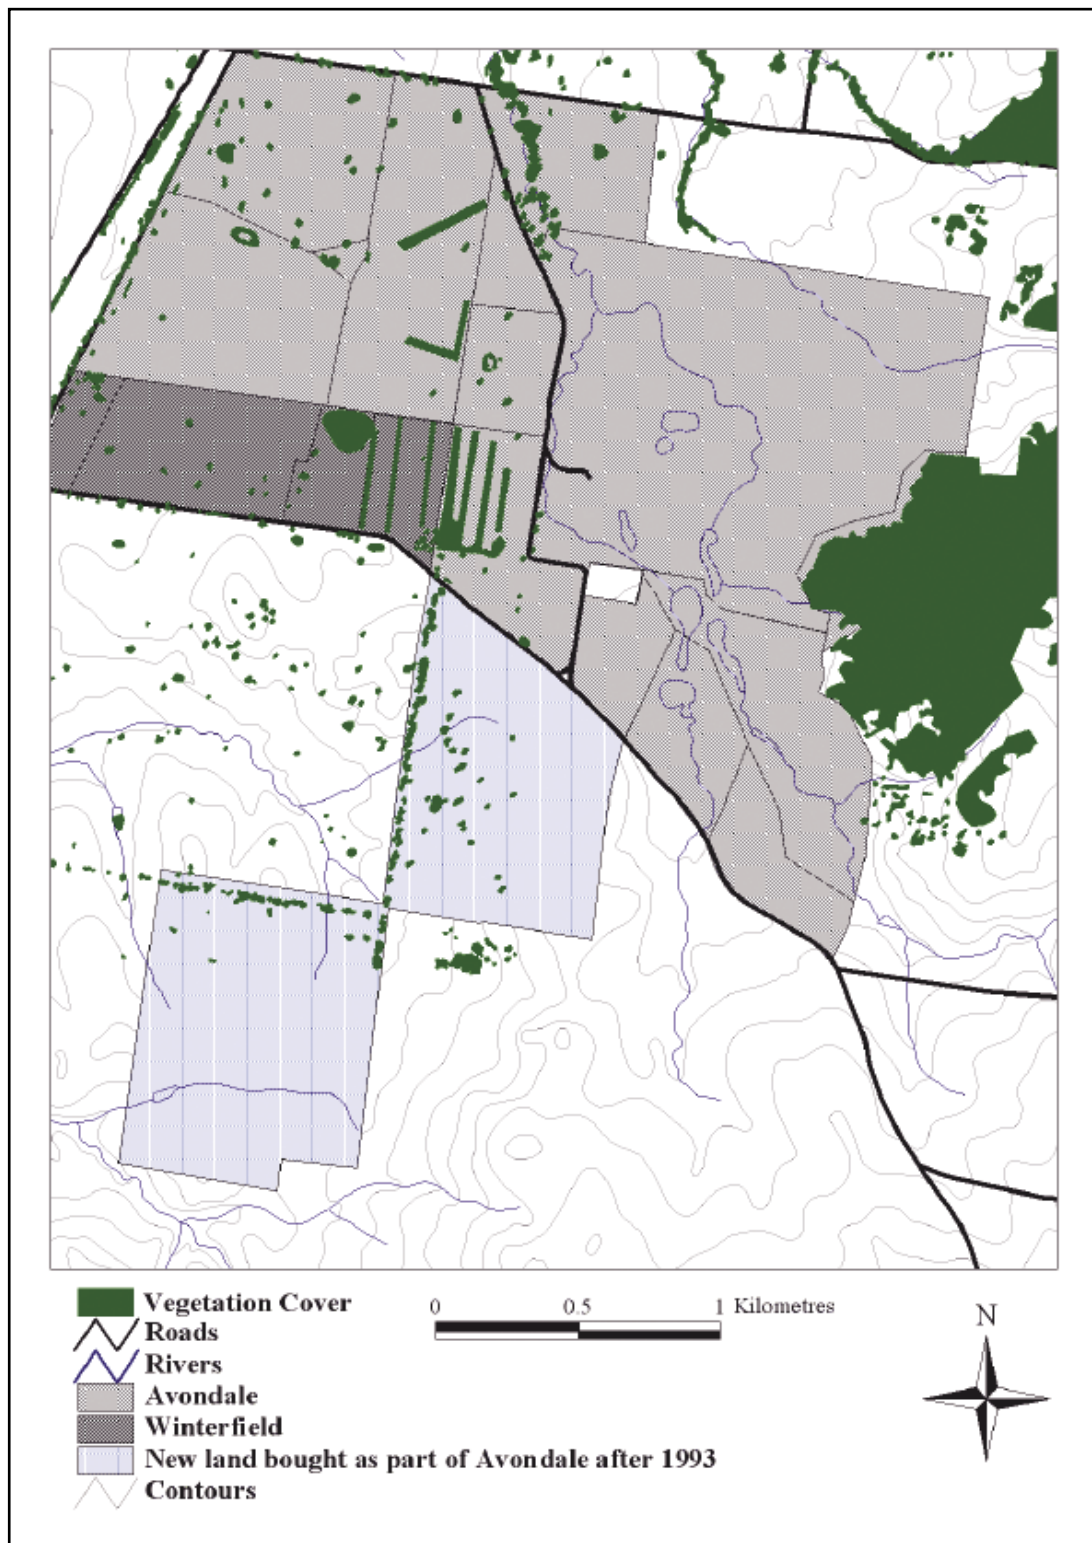 Vegetation Cover
Roads
Rivers
Avondale
Winterfield
New land bought as part of Avondale after 1993
Contours
0 0.5 1 Kilometres
N